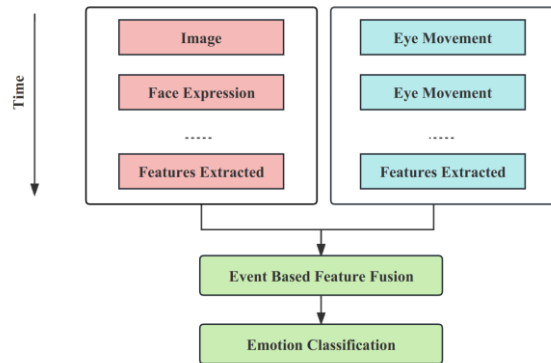 Time
Image
Face Expression
.....
Features Extracted
Eye Movement
Eye Movement
.....
Features Extracted
Event Based Feature Fusion
Emotion Classification